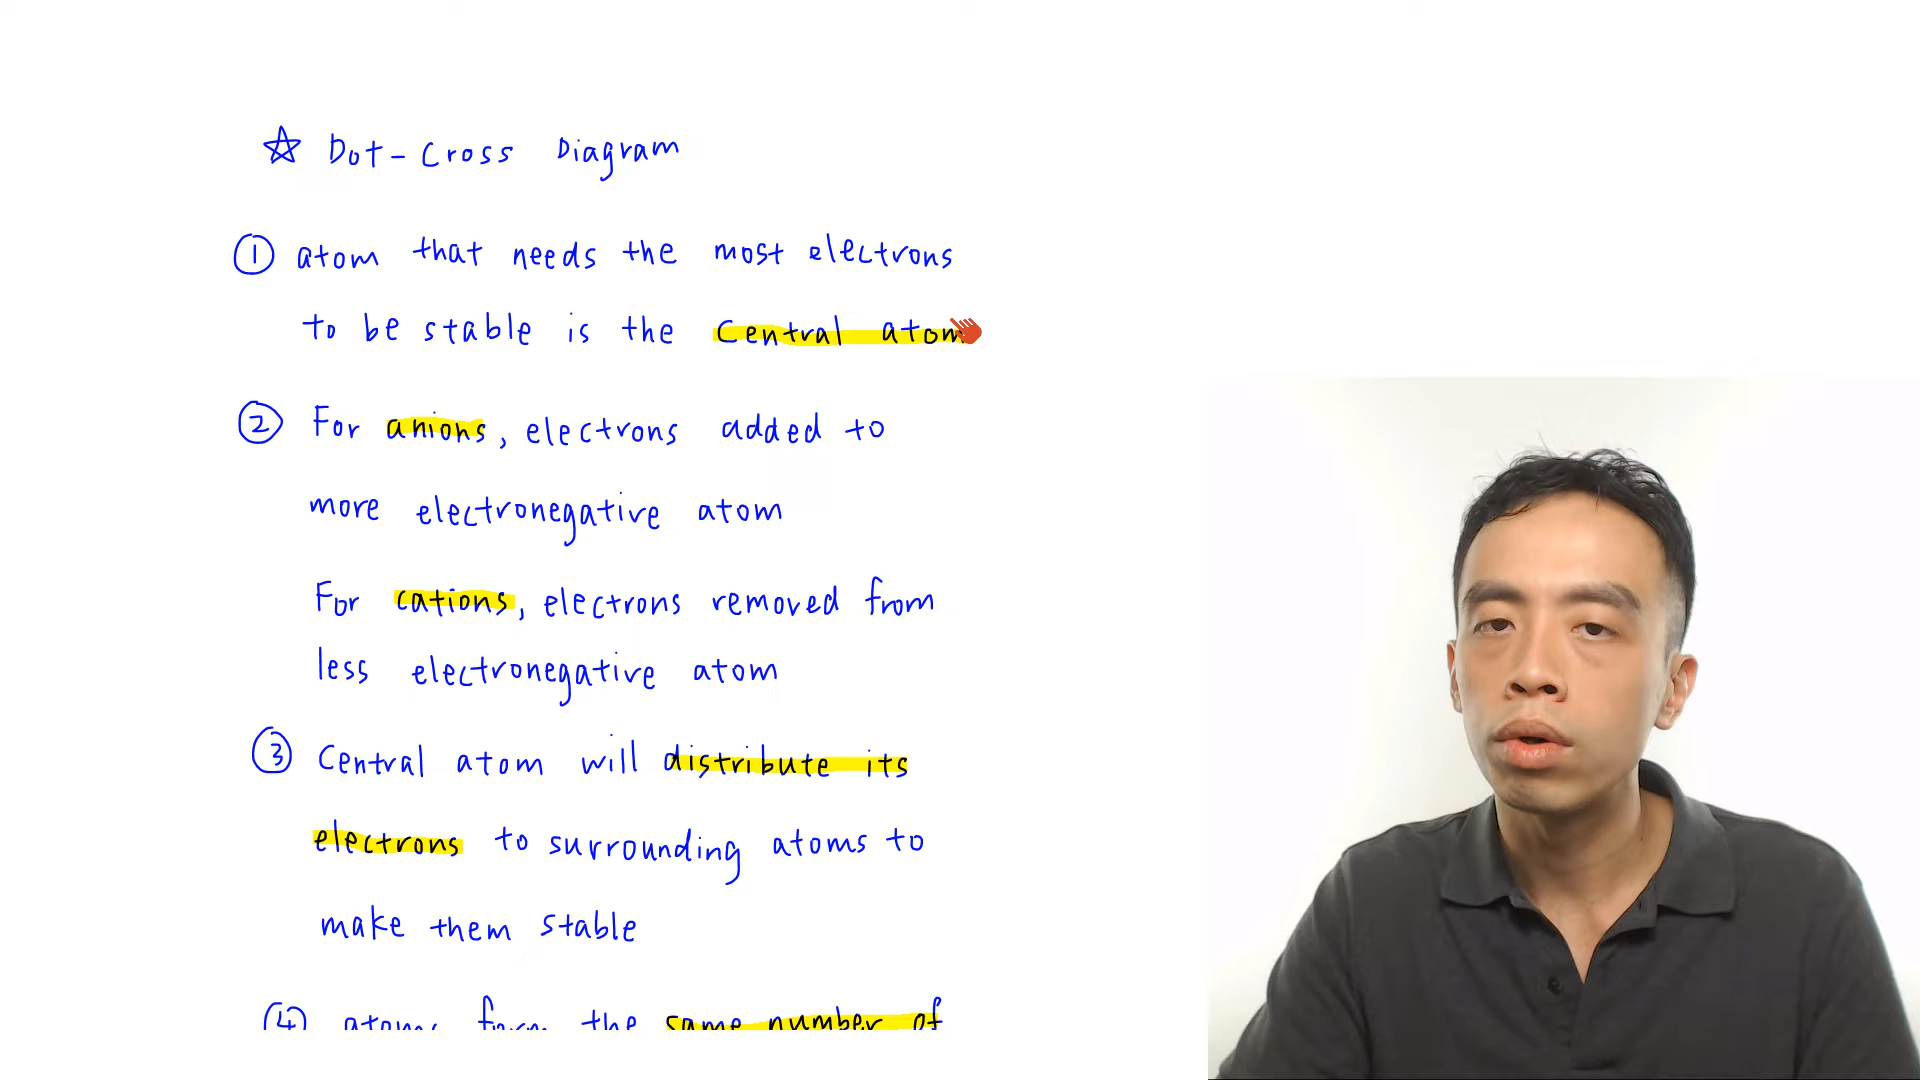 ☆ Dot-Cross Diagram
① atom that needs the most electrons
to be stable is the central atom
② For anions, electrons added to
more electronegative atom
For cations, electrons removed from
less electronegative atom
③ Central atom will distribute its
electrons to surrounding atoms to
make them stable
④ atoms form the same number of